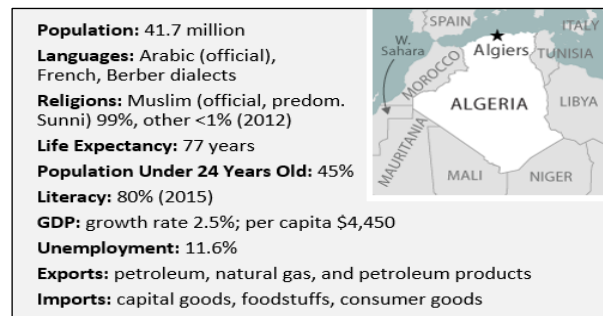 Population: 41.7 million
Languages: Arabic (official),
French, Berber dialects
Religions: Muslim (official, predom.
Sunni) 99%, other <1% (2012)
Life Expectancy: 77 years
Population Under 24 Years Old: 45%
Literacy: 80% (2015)
GDP: growth rate 2.5%; per capita $4,450
Unemployment: 11.6%
Exports: petroleum, natural gas, and petroleum products
Imports: capital goods, foodstuffs, consumer goods
SPAIN
ITALY
W.
Sahara
Algiers
TUNISIA
MOROCCO
ALGERIA
LIBYA
MAURITANIA
MALI
NIGER